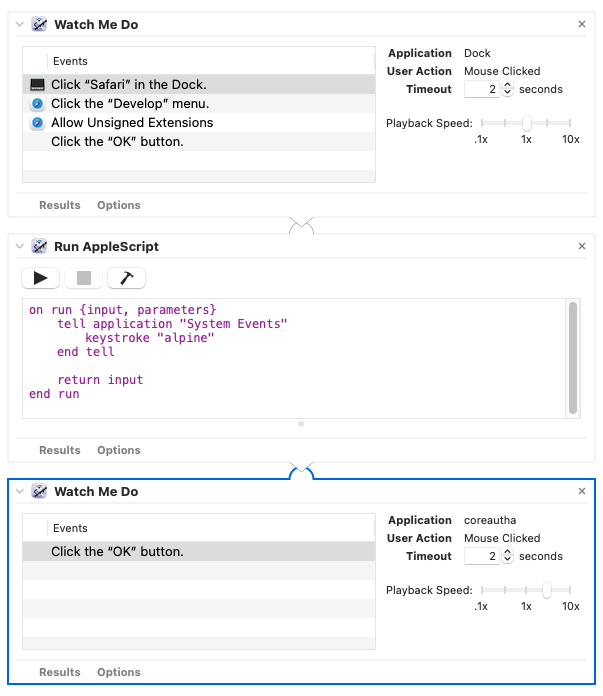 Watch Me Do
Events
Click “Safari” in the Dock.
Click the “Develop” menu.
Allow Unsigned Extensions
Click the “OK” button.
Application Dock
User Action Mouse Clicked
Timeout 2 seconds
Playback Speed:
.1x 1x 10x
Results Options
Run AppleScript
on run {input, parameters}
tell application "System Events"
keystroke "alpine"
end tell
return input
end run
Results Options
Watch Me Do
Events
Click the “OK” button.
Application coreautha
User Action Mouse Clicked
Timeout 2 seconds
Playback Speed:
.1x 1x 10x
Results Options